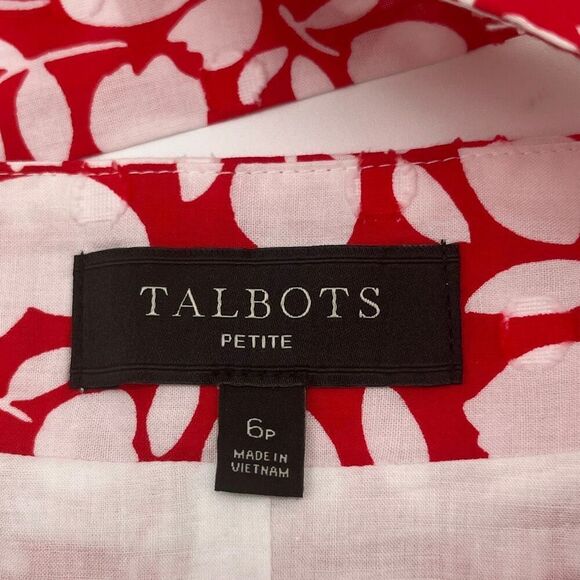 TALBOTS
PETITE
6P
MADE IN
VIETNAM